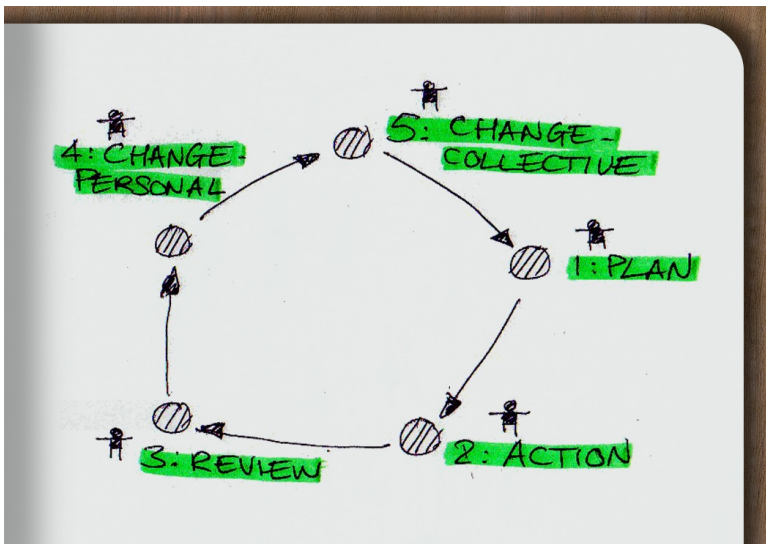 4: CHANGE-
PERSONAL
5: CHANGE-
COLLECTIVE
1: PLAN
2: ACTION
3: REVIEW